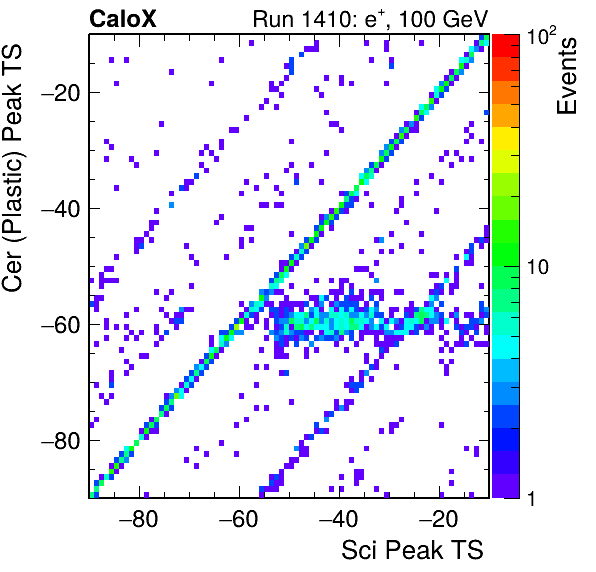 CaloX Run 1410: e⁺, 100 GeV
Cer (Plastic) Peak TS
−20
−40
−60
−80
−80 −60 −40 −20
Sci Peak TS
10²
10
1
Events